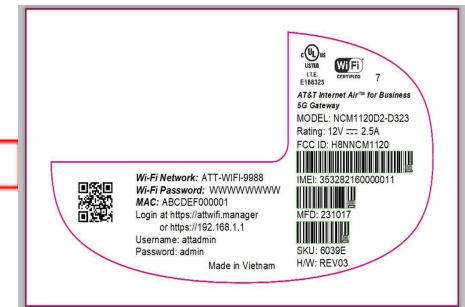 c UL us
LISTED
I.T.E.
E188325
Wi Fi
CERTIFIED
7
AT&T Internet Air™ for Business
5G Gateway
MODEL: NCM1120D2-D323
Rating: 12V ⎓ 2.5A
FCC ID: H8NNCM1120
IMEI: 353282160000011
MFD: 231017
SKU: 6039E
H/W: REV03
Wi-Fi Network: ATT-WIFI-9988
Wi-Fi Password: WWWWWWWWW
MAC: ABCDEF000001
Login at https://attwifi.manager
or https://192.168.1.1
Username: attadmin
Password: admin
Made in Vietnam